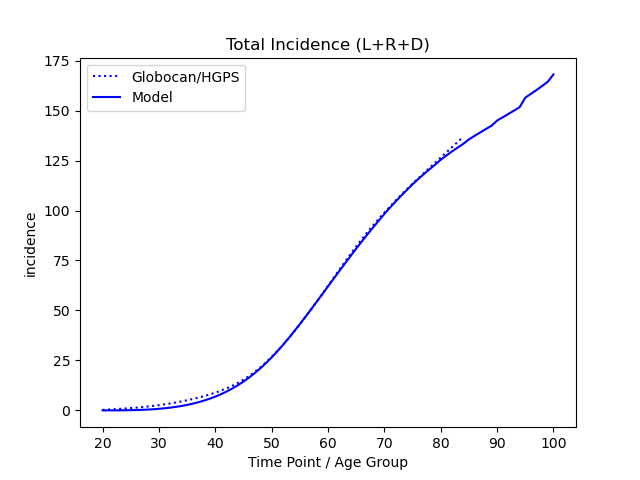 Total Incidence (L+R+D)
Globocan/HGPS
Model
incidence
175
150
125
100
75
50
25
0
20 30 40 50 60 70 80 90 100
Time Point / Age Group